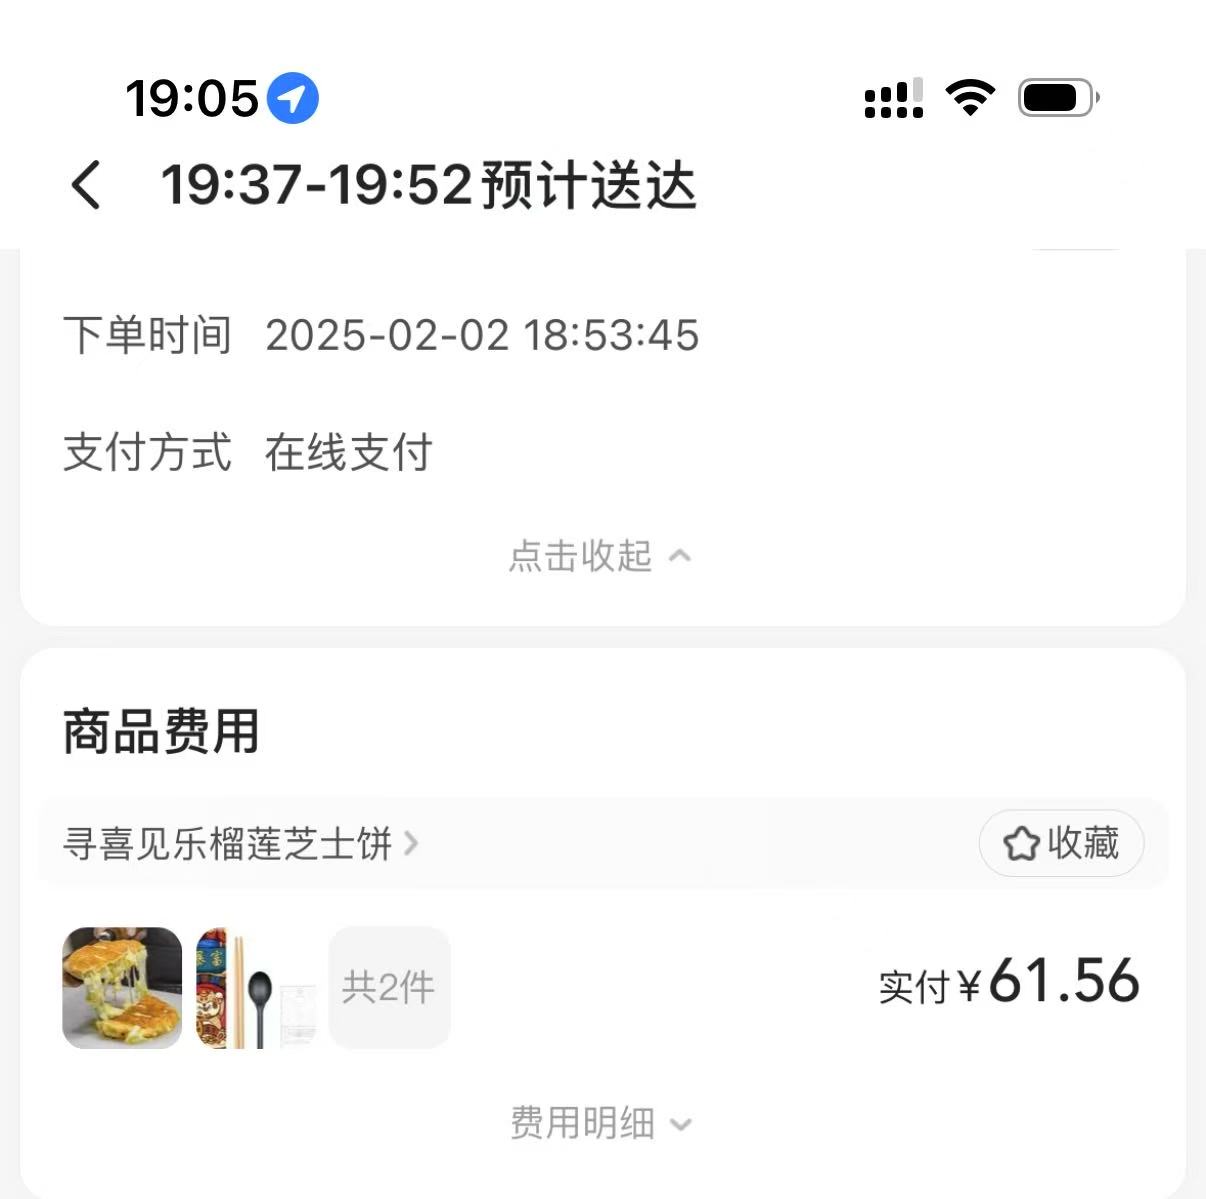 19:05
19:37-19:52预计送达
下单时间 2025-02-02 18:53:45
支付方式 在线支付
点击收起
商品费用
寻喜见乐榴莲芝士饼
收藏
共2件
实付¥61.56
费用明细